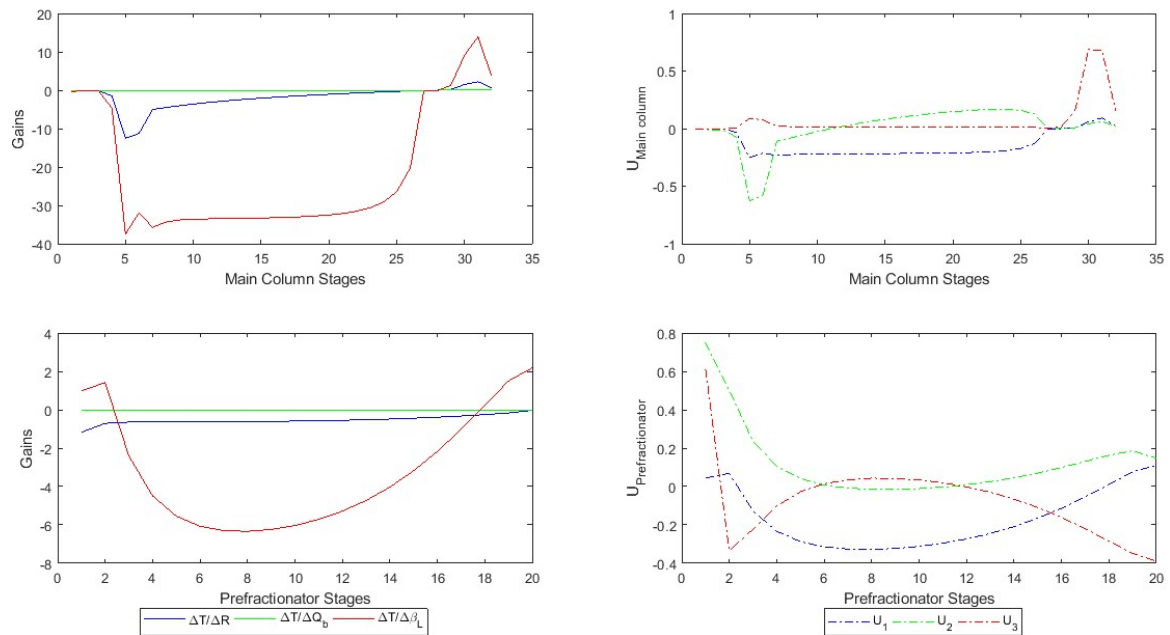 20
10
0
-10
-20
-30
-40
Gains
0 5 10 15 20 25 30 35
Main Column Stages
1
0.5
0
-0.5
-1
U_Main column
0 5 10 15 20 25 30 35
Main Column Stages
4
2
0
-2
-4
-6
-8
Gains
0 2 4 6 8 10 12 14 16 18 20
Prefractionator Stages
ΔT/ΔR ΔT/ΔQ_b ΔT/Δβ_L
0.8
0.6
0.4
0.2
0
-0.2
-0.4
U_Prefractionator
0 2 4 6 8 10 12 14 16 18 20
Prefractionator Stages
U_1 U_2 U_3